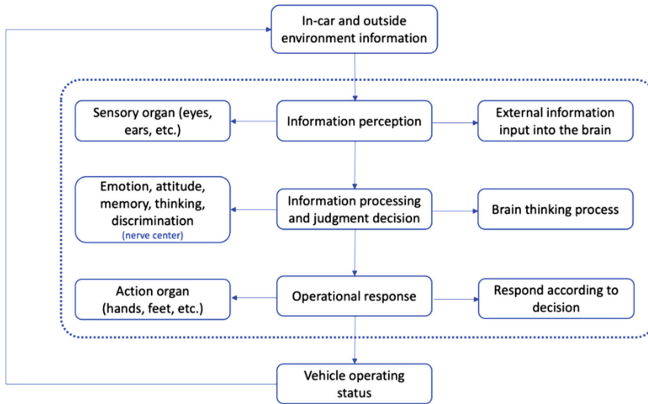 In-car and outside
environment information
Sensory organ (eyes,
ears, etc.)
Information perception
External information
input into the brain
Emotion, attitude,
memory, thinking,
discrimination
(nerve center)
Information processing
and judgment decision
Brain thinking process
Action organ
(hands, feet, etc.)
Operational response
Respond according to
decision
Vehicle operating
status